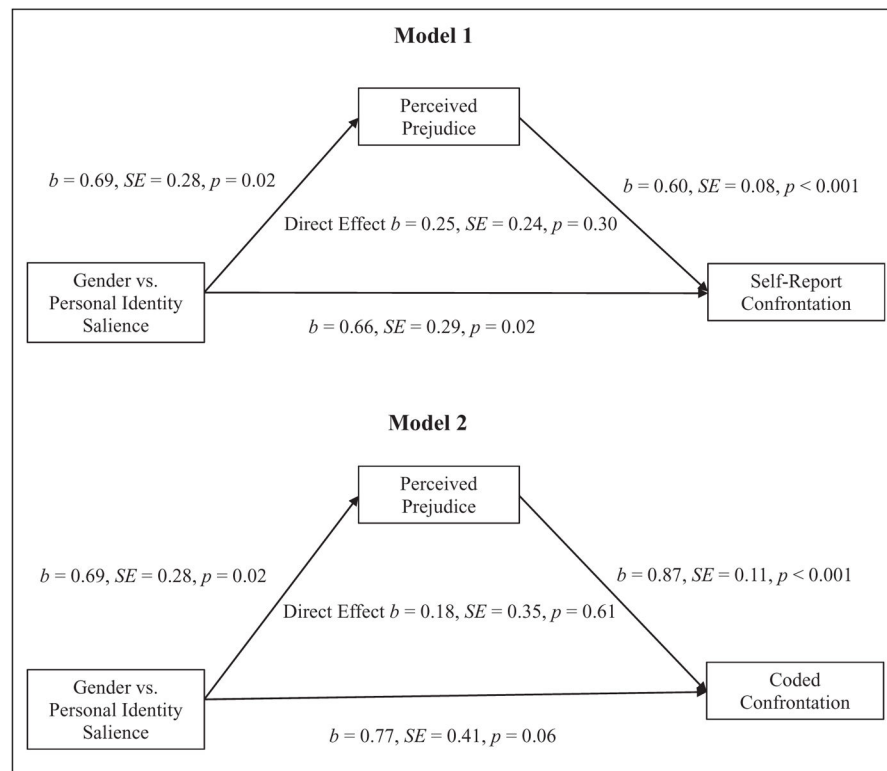 Model 1
Perceived
Prejudice
b = 0.69, SE = 0.28, p = 0.02
b = 0.60, SE = 0.08, p < 0.001
Direct Effect b = 0.25, SE = 0.24, p = 0.30
Gender vs.
Personal Identity
Salience
Self-Report
Confrontation
b = 0.66, SE = 0.29, p = 0.02
Model 2
Perceived
Prejudice
b = 0.69, SE = 0.28, p = 0.02
b = 0.87, SE = 0.11, p < 0.001
Direct Effect b = 0.18, SE = 0.35, p = 0.61
Gender vs.
Personal Identity
Salience
Coded
Confrontation
b = 0.77, SE = 0.41, p = 0.06